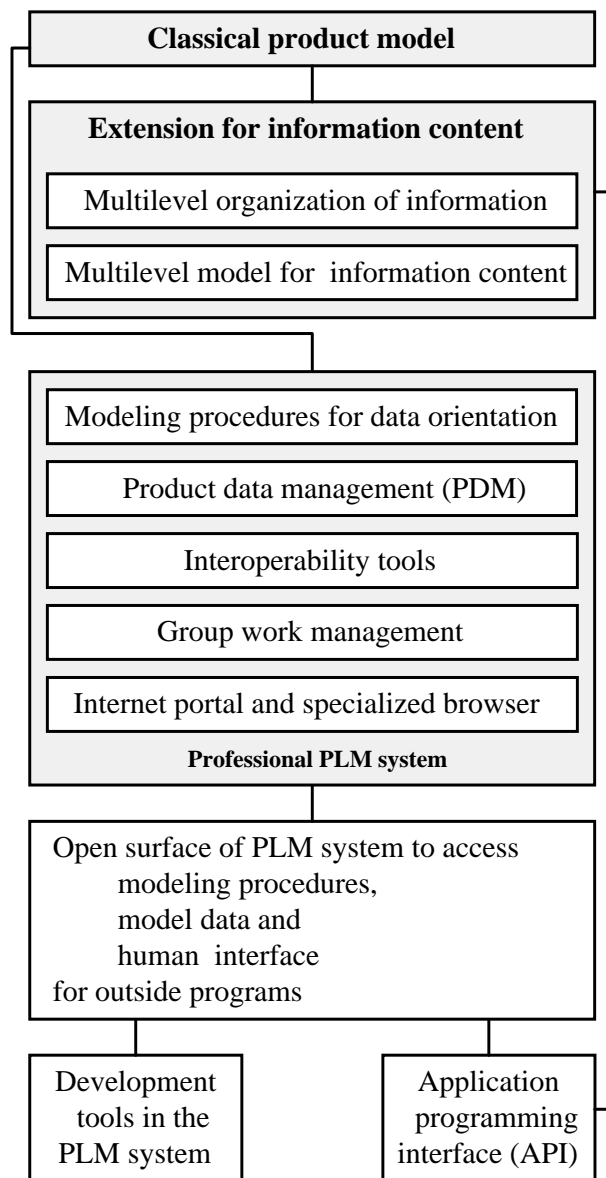 Classical product model
Extension for information content
Multilevel organization of information
Multilevel model for information content
Modeling procedures for data orientation
Product data management (PDM)
Interoperability tools
Group work management
Internet portal and specialized browser
Professional PLM system
Open surface of PLM system to access
modeling procedures,
model data and
human interface
for outside programs
Development
tools in the
PLM system
Application
programming
interface (API)